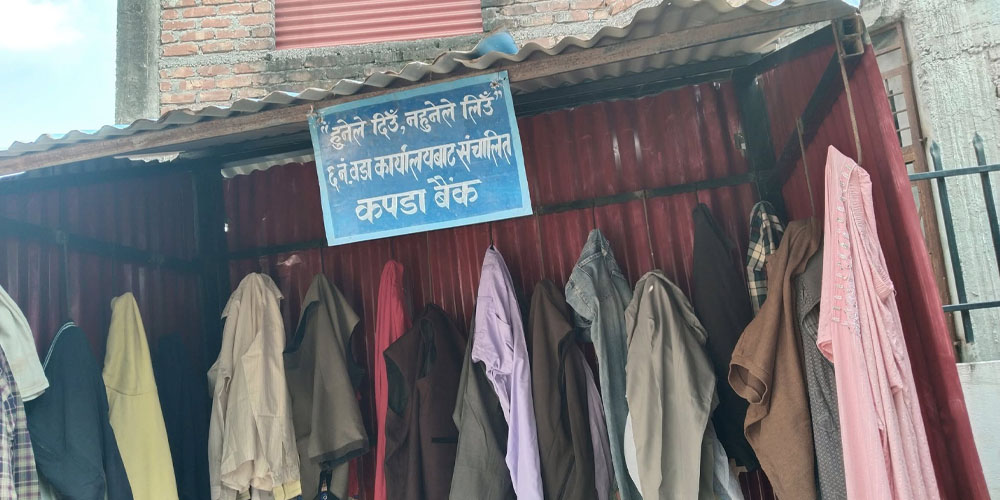 “हुनेले दिउँ, नहुनेले लिउँ”
६ नं. वडा कार्यालयबाट संचालित
कपडा बैंक